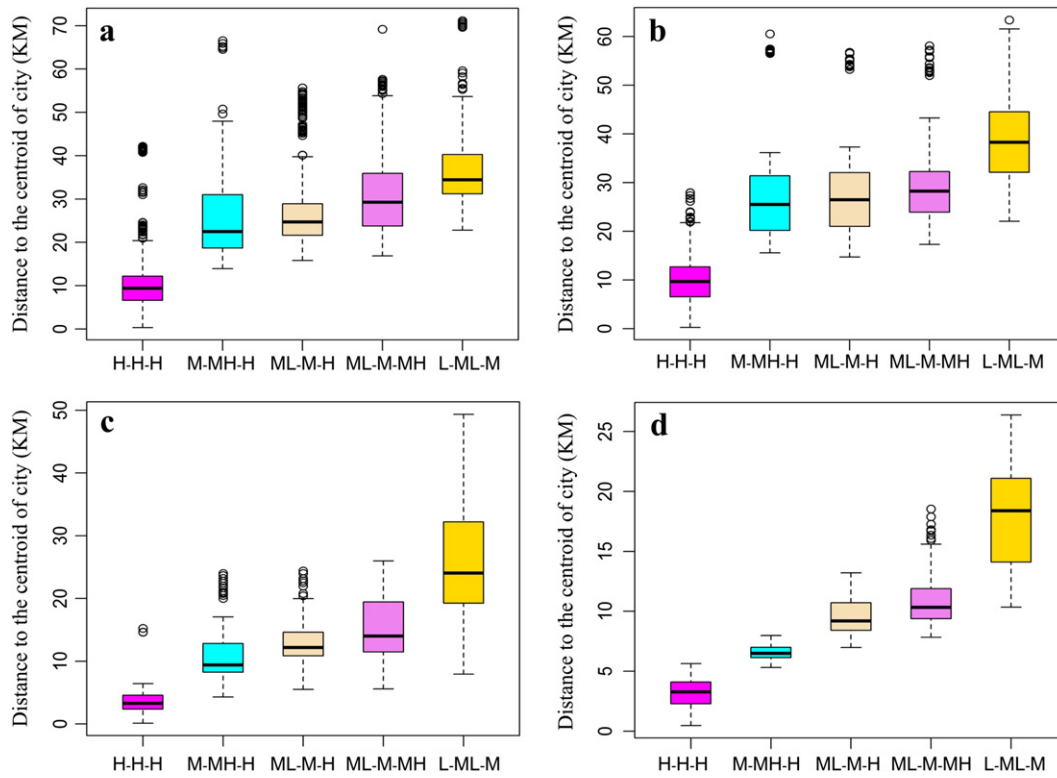 a
Distance to the centroid of city (KM)
70
60
50
40
30
20
10
0
H-H-H M-MH-H ML-M-H ML-M-MH L-ML-M
b
Distance to the centroid of city (KM)
60
50
40
30
20
10
0
H-H-H M-MH-H ML-M-H ML-M-MH L-ML-M
c
Distance to the centroid of city (KM)
50
40
30
20
10
0
H-H-H M-MH-H ML-M-H ML-M-MH L-ML-M
d
Distance to the centroid of city (KM)
25
20
15
10
5
0
H-H-H M-MH-H ML-M-H ML-M-MH L-ML-M